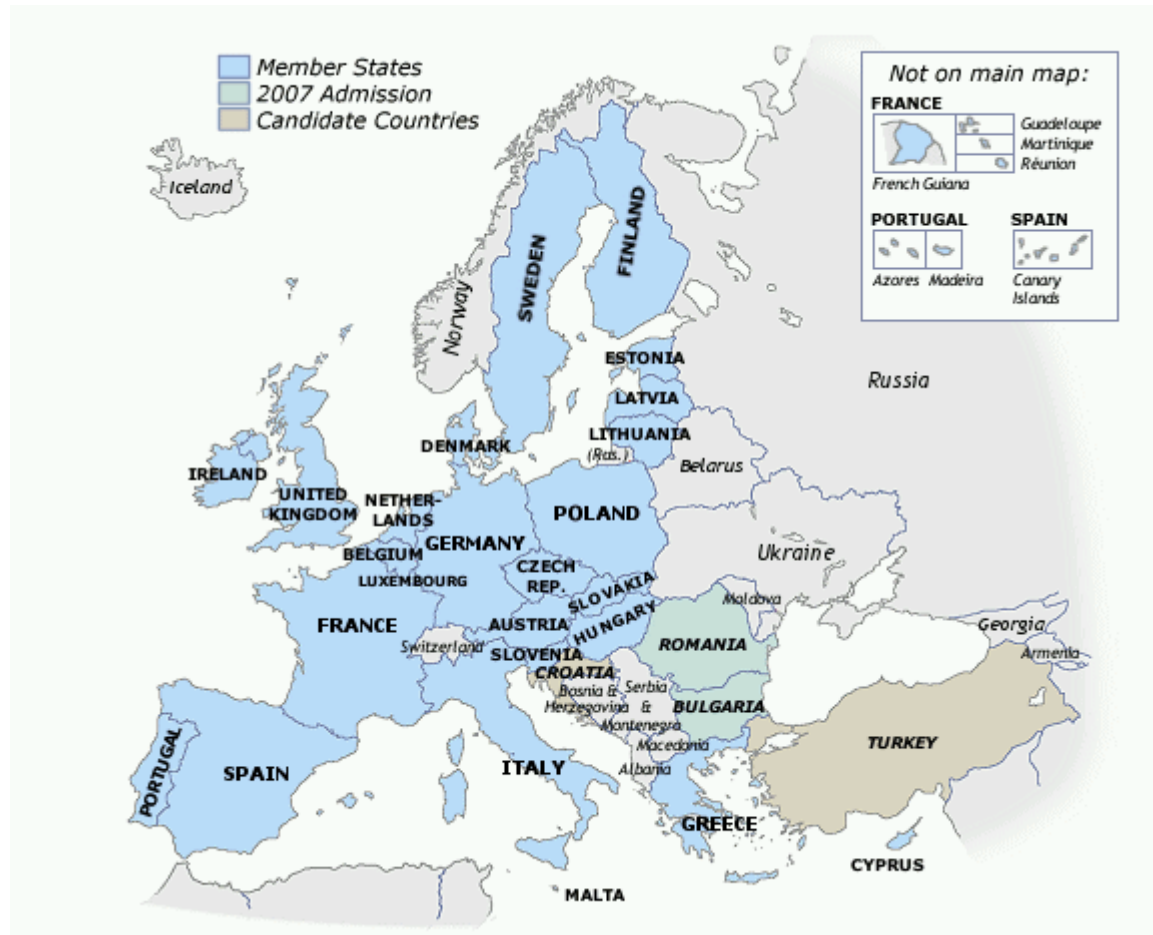 Member States
2007 Admission
Candidate Countries
Not on main map:
FRANCE
Guadeloupe
Martinique
Réunion
French Guiana
PORTUGAL
SPAIN
Azores
Madeira
Canary
Islands
Iceland
Norway
SWEDEN
FINLAND
Russia
ESTONIA
LATVIA
LITHUANIA
(Rus.)
DENMARK
Belarus
IRELAND
UNITED
KINGDOM
NETHER-
LANDS
POLAND
BELGIUM
GERMANY
Ukraine
LUXEMBOURG
CZECH
REP.
SLOVAKIA
Moldova
FRANCE
AUSTRIA
HUNGARY
Switzerland
SLOVENIA
ROMANIA
Georgia
Armenia
CROATIA
Bosnia &
Herzegovina
Serbia
&
Montenegro
BULGARIA
Macedonia
Albania
TURKEY
PORTUGAL
SPAIN
ITALY
GREECE
CYPRUS
MALTA